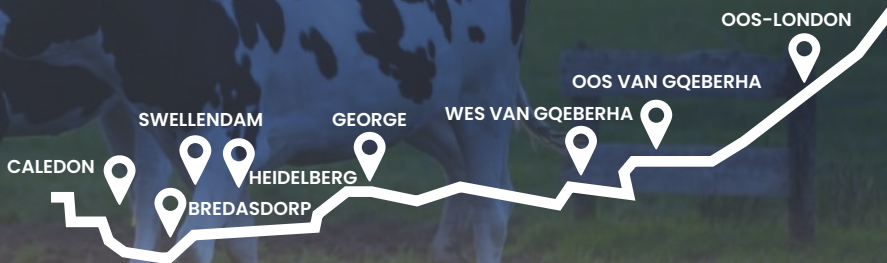 OOS-LONDON
OOS VAN GQEBERHA
WES VAN GQEBERHA
SWELLENDAM
GEORGE
CALEDON
HEIDELBERG
BREDASDORP